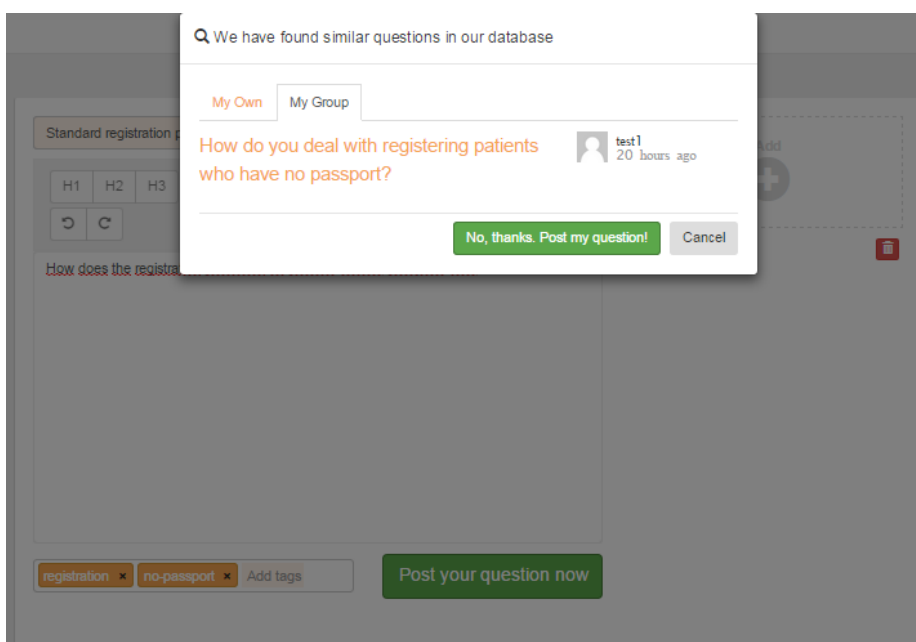 We have found similar questions in our database
My Own
My Group
How do you deal with registering patients
who have no passport?
test1
20 hours ago
No, thanks. Post my question!
Cancel
Standard registration
Add
H1
H2
H3
How does the
registration ×
no-passport ×
Add tags
Post your question now